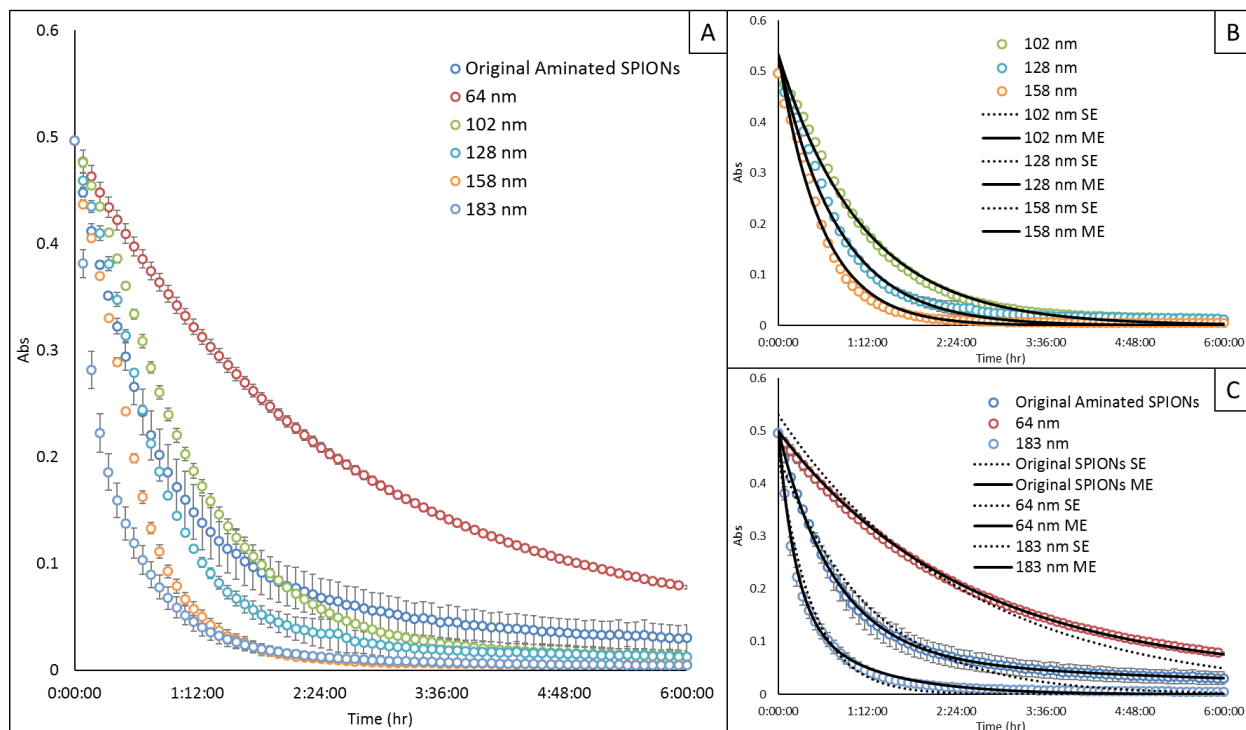 A
0.6
0.5
0.4
0.3
0.2
0.1
0
Abs
0:00:00
1:12:00
2:24:00
3:36:00
4:48:00
6:00:00
Time (hr)
Original Aminated SPIONs
64 nm
102 nm
128 nm
158 nm
183 nm
B
0.6
0.5
0.4
0.3
0.2
0.1
0
Abs
0:00:00
1:12:00
2:24:00
3:36:00
4:48:00
6:00:00
Time (hr)
102 nm
128 nm
158 nm
102 nm SE
102 nm ME
128 nm SE
128 nm ME
158 nm SE
158 nm ME
C
0.6
0.5
0.4
0.3
0.2
0.1
0
Abs
0:00:00
1:12:00
2:24:00
3:36:00
4:48:00
6:00:00
Time (hr)
Original Aminated SPIONs
64 nm
183 nm
Original SPIONs SE
Original SPIONs ME
64 nm SE
64 nm ME
183 nm SE
183 nm ME